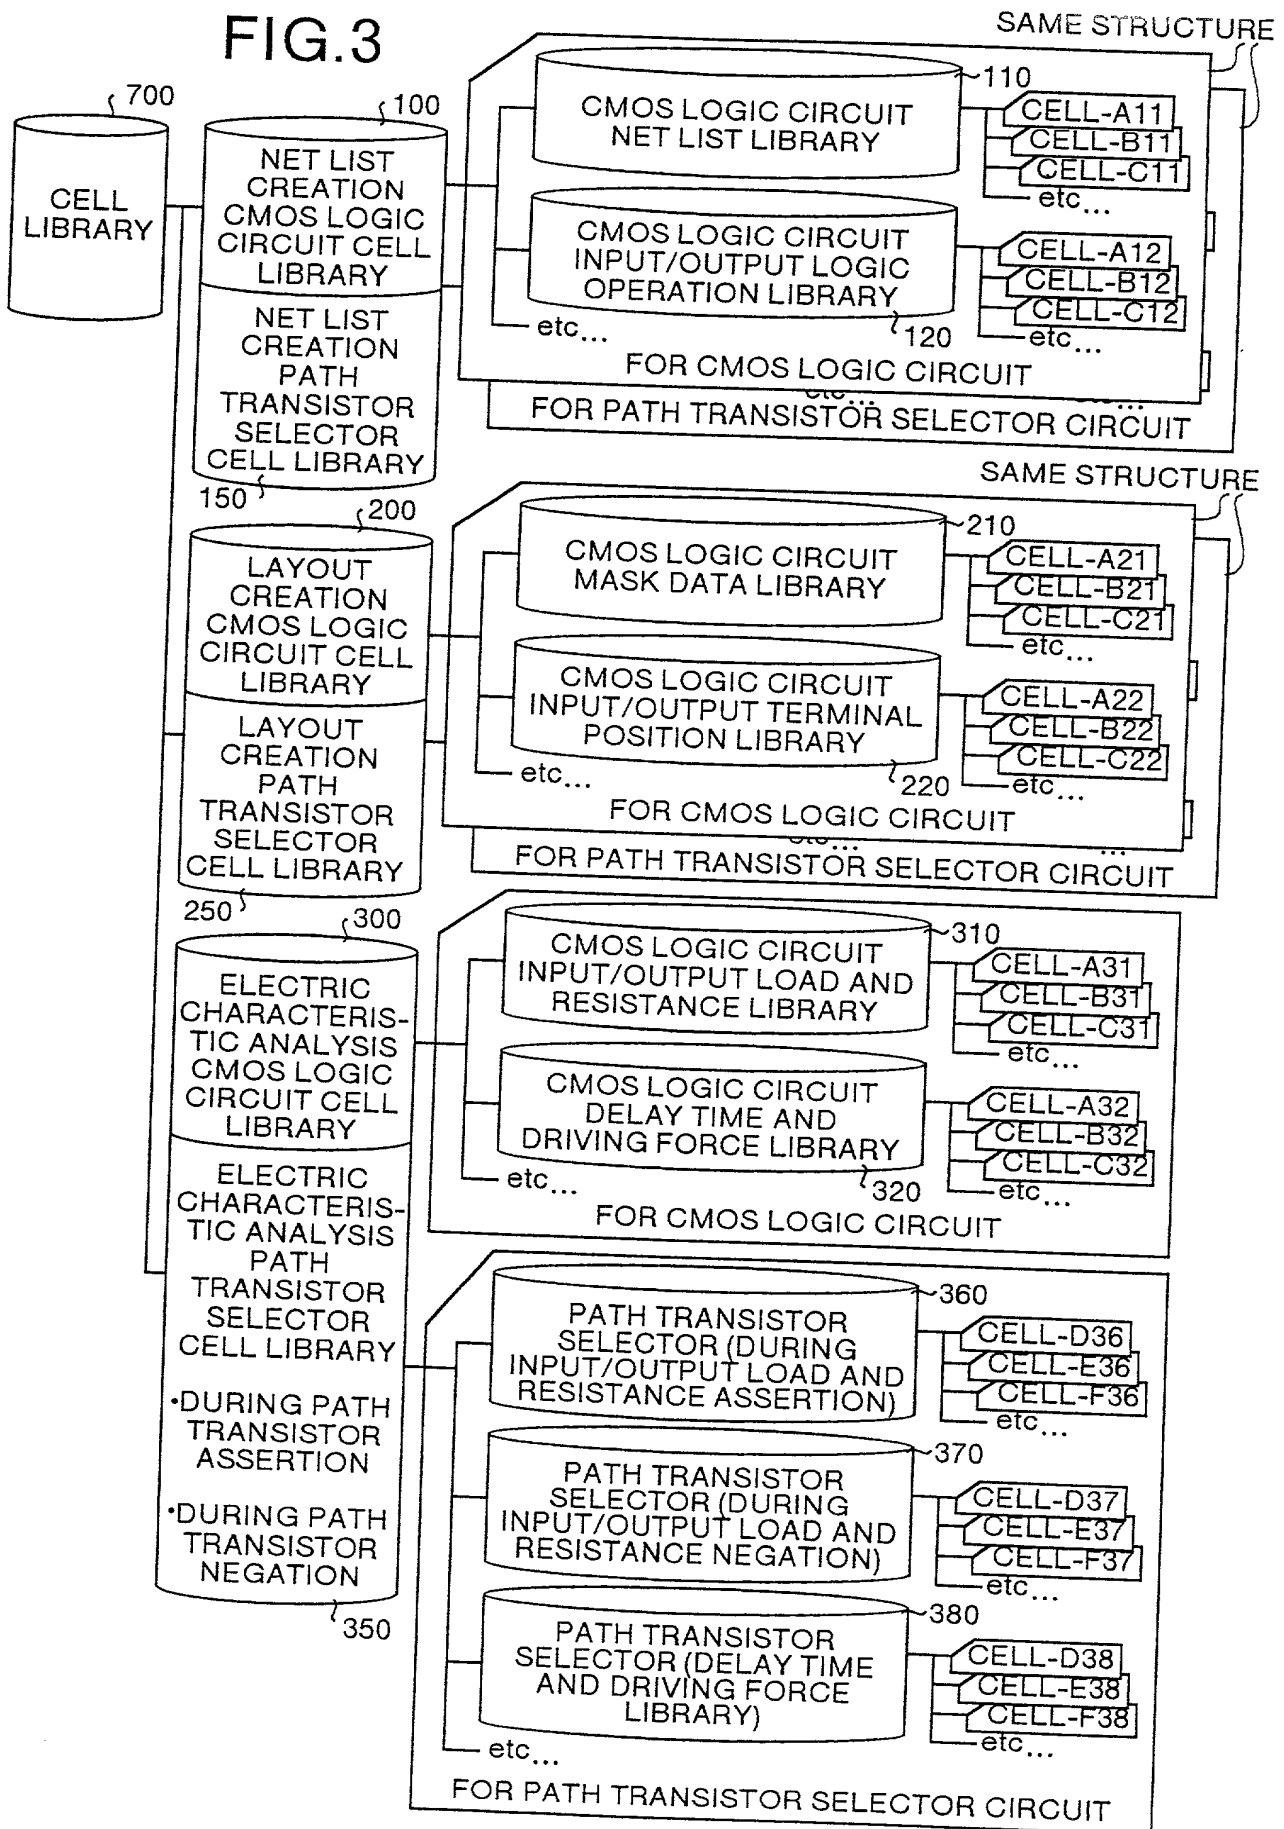 FIG.3
SAME STRUCTURE
700
CELL
LIBRARY
100
NET LIST
CREATION
CMOS LOGIC
CIRCUIT CELL
LIBRARY
NET LIST
CREATION
PATH
TRANSISTOR
SELECTOR
CELL LIBRARY
150
110
CMOS LOGIC CIRCUIT
NET LIST LIBRARY
CELL-A11
CELL-B11
CELL-C11
etc...
CMOS LOGIC CIRCUIT
INPUT/OUTPUT LOGIC
OPERATION LIBRARY
120
CELL-A12
CELL-B12
CELL-C12
etc...
etc...
FOR CMOS LOGIC CIRCUIT
etc...
FOR PATH TRANSISTOR SELECTOR CIRCUIT
SAME STRUCTURE
200
LAYOUT
CREATION
CMOS LOGIC
CIRCUIT CELL
LIBRARY
LAYOUT
CREATION
PATH
TRANSISTOR
SELECTOR
CELL LIBRARY
250
210
CMOS LOGIC CIRCUIT
MASK DATA LIBRARY
CELL-A21
CELL-B21
CELL-C21
etc...
CMOS LOGIC CIRCUIT
INPUT/OUTPUT TERMINAL
POSITION LIBRARY
220
CELL-A22
CELL-B22
CELL-C22
etc...
etc...
FOR CMOS LOGIC CIRCUIT
etc...
FOR PATH TRANSISTOR SELECTOR CIRCUIT
300
ELECTRIC
CHARACTERIS-
TIC ANALYSIS
CMOS LOGIC
CIRCUIT CELL
LIBRARY
ELECTRIC
CHARACTERIS-
TIC ANALYSIS
PATH
TRANSISTOR
SELECTOR
CELL LIBRARY
•DURING PATH
TRANSISTOR
ASSERTION
•DURING PATH
TRANSISTOR
NEGATION
350
310
CMOS LOGIC CIRCUIT
INPUT/OUTPUT LOAD AND
RESISTANCE LIBRARY
CELL-A31
CELL-B31
CELL-C31
etc...
CMOS LOGIC CIRCUIT
DELAY TIME AND
DRIVING FORCE LIBRARY
320
CELL-A32
CELL-B32
CELL-C32
etc...
etc...
FOR CMOS LOGIC CIRCUIT
360
PATH TRANSISTOR
SELECTOR (DURING
INPUT/OUTPUT LOAD AND
RESISTANCE ASSERTION)
CELL-D36
CELL-E36
CELL-F36
etc...
370
PATH TRANSISTOR
SELECTOR (DURING
INPUT/OUTPUT LOAD AND
RESISTANCE NEGATION)
CELL-D37
CELL-E37
CELL-F37
etc...
380
PATH TRANSISTOR
SELECTOR (DELAY TIME
AND DRIVING FORCE
LIBRARY)
CELL-D38
CELL-E38
CELL-F38
etc...
etc...
FOR PATH TRANSISTOR SELECTOR CIRCUIT